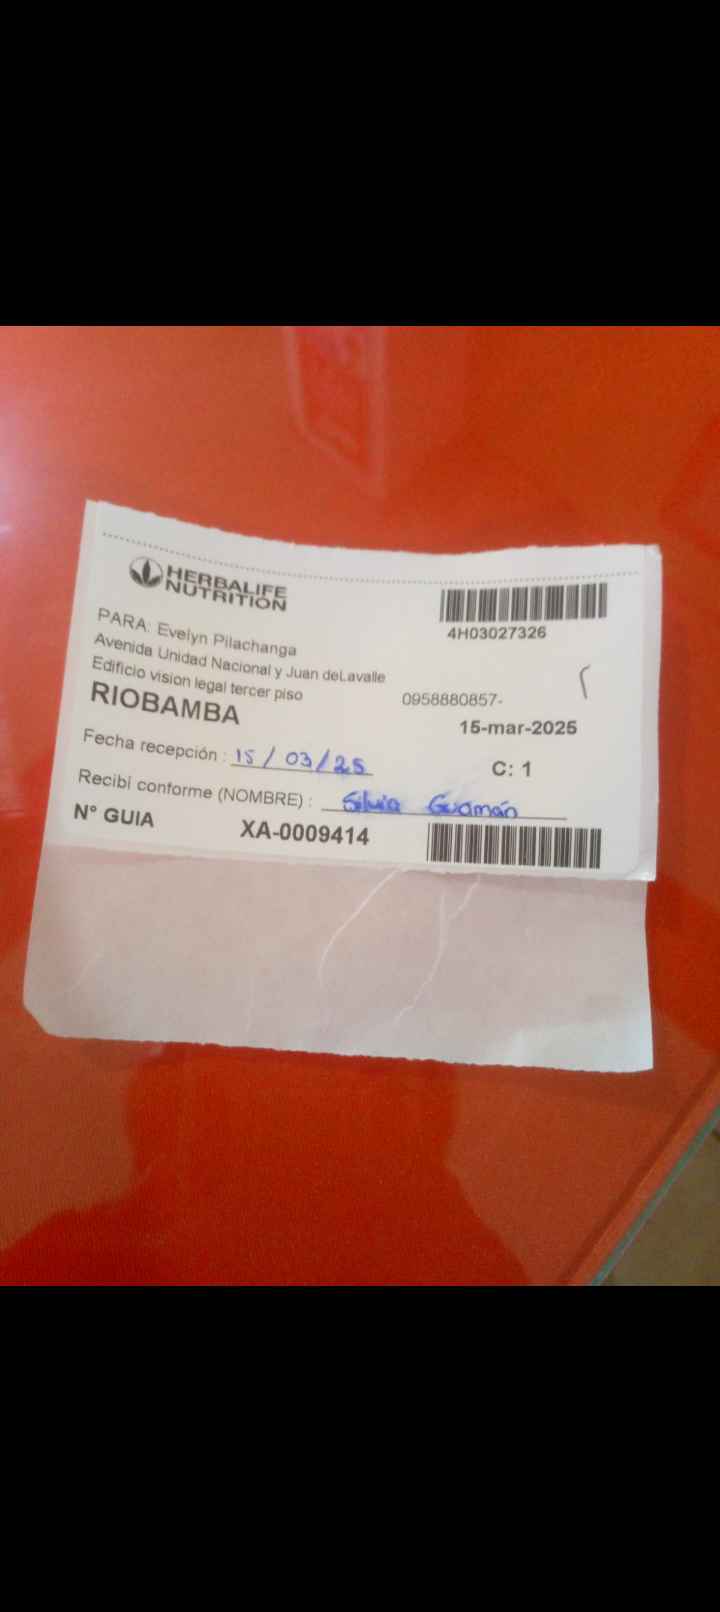 HERBALIFE
NUTRITION
4H03027326
PARA: Evelyn Pilachanga
Avenida Unidad Nacional y Juan deLavalle
Edificio vision legal tercer piso
0958880857-
RIOBAMBA
15-mar-2025
Fecha recepción : 15 / 03 / 25
C: 1
Recibí conforme (NOMBRE) : Silvia Guamán
N° GUIA XA-0009414